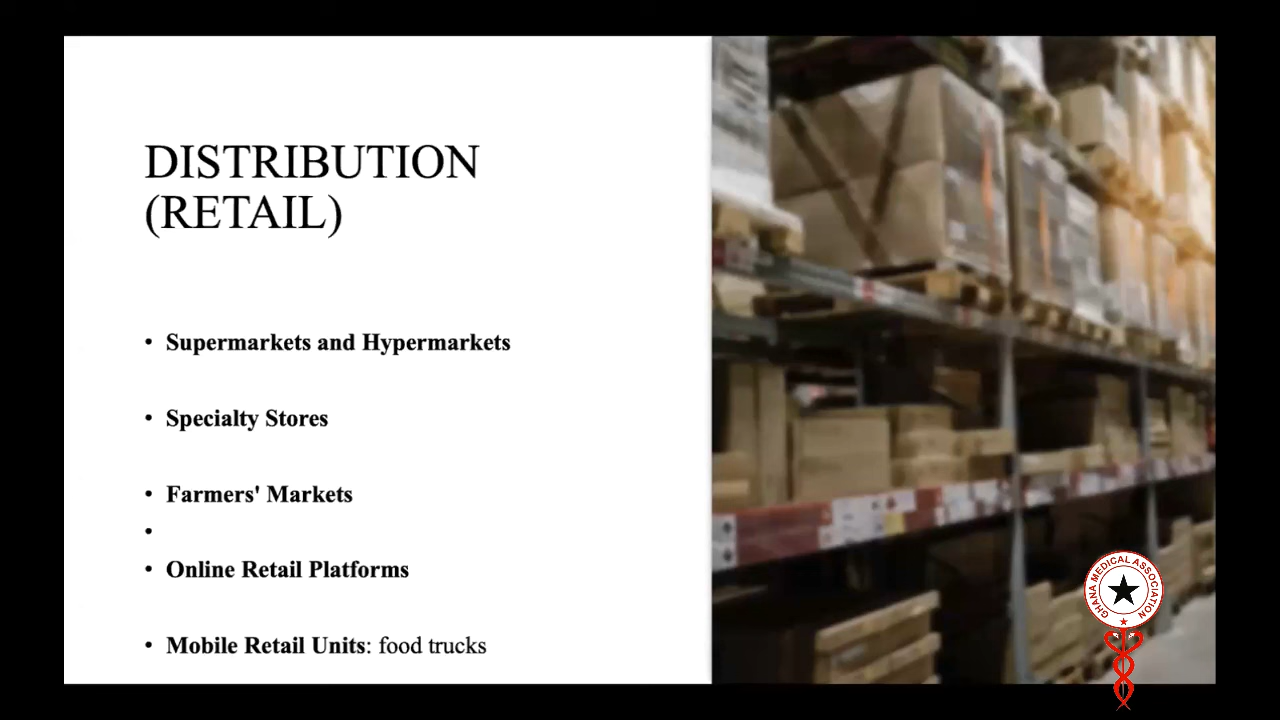 DISTRIBUTION
(RETAIL)
• Supermarkets and Hypermarkets
• Specialty Stores
• Farmers' Markets
•
• Online Retail Platforms
• Mobile Retail Units: food trucks
GHANA MEDICAL ASSOCIATION